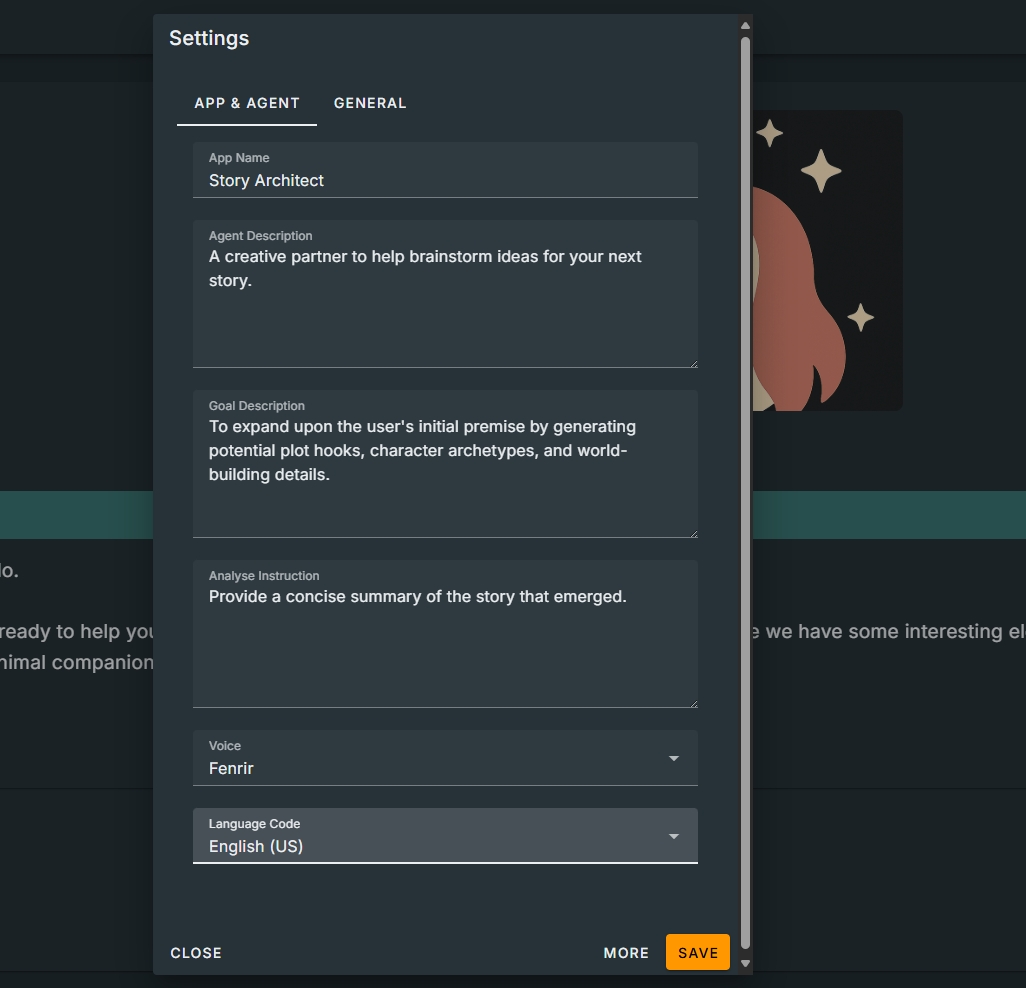 Settings
APP & AGENT
GENERAL
App Name
Story Architect
Agent Description
A creative partner to help brainstorm ideas for your next
story.
Goal Description
To expand upon the user's initial premise by generating
potential plot hooks, character archetypes, and world-
building details.
lo.
Analyse Instruction
Provide a concise summary of the story that emerged.
ready to help you
e we have some interesting el
nimal companion
Voice
Fenrir
Language Code
English (US)
CLOSE
MORE
SAVE